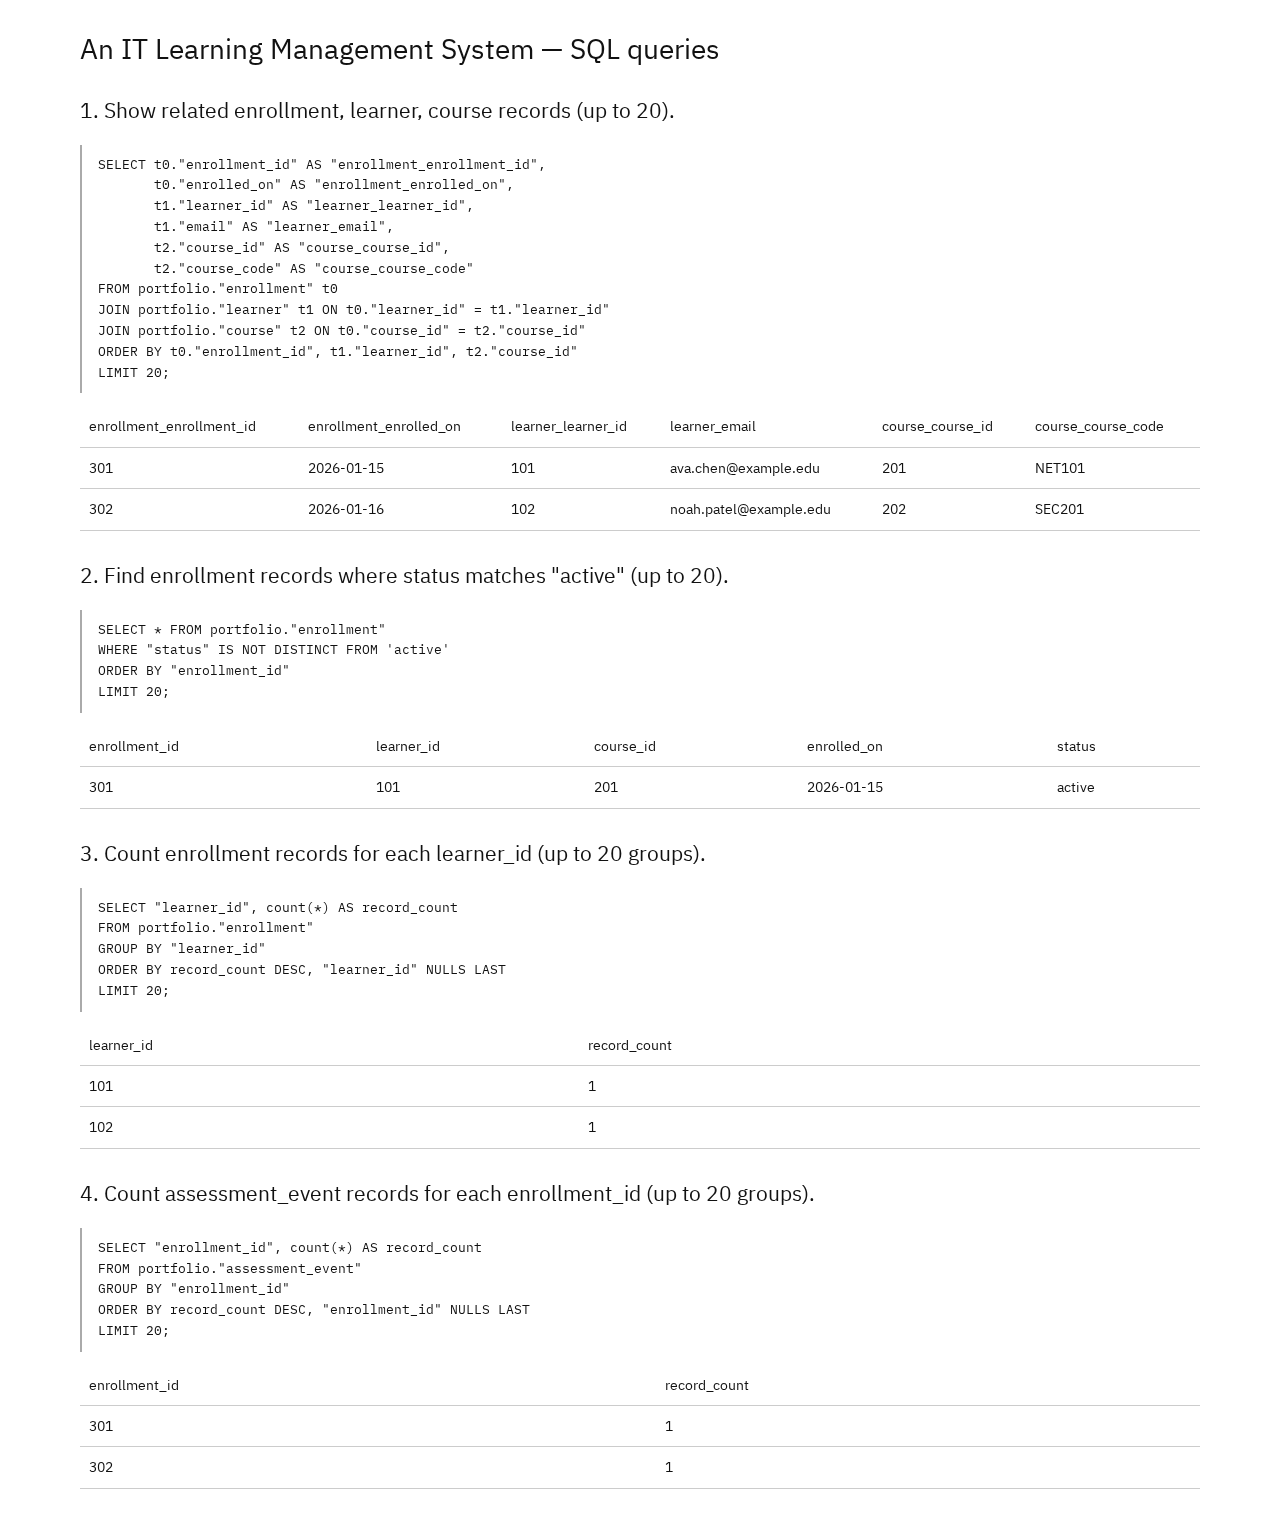 An IT Learning Management System — SQL queries
1. Show related enrollment, learner, course records (up to 20).
SELECT t0."enrollment_id" AS "enrollment_enrollment_id",
       t0."enrolled_on" AS "enrollment_enrolled_on",
       t1."learner_id" AS "learner_learner_id",
       t1."email" AS "learner_email",
       t2."course_id" AS "course_course_id",
       t2."course_code" AS "course_course_code"
FROM portfolio."enrollment" t0
JOIN portfolio."learner" t1 ON t0."learner_id" = t1."learner_id"
JOIN portfolio."course" t2 ON t0."course_id" = t2."course_id"
ORDER BY t0."enrollment_id", t1."learner_id", t2."course_id"
LIMIT 20;
enrollment_enrollment_id enrollment_enrolled_on learner_learner_id learner_email course_course_id course_course_code
301 2026-01-15 101 ava.chen@example.edu 201 NET101
302 2026-01-16 102 noah.patel@example.edu 202 SEC201
2. Find enrollment records where status matches "active" (up to 20).
SELECT * FROM portfolio."enrollment"
WHERE "status" IS NOT DISTINCT FROM 'active'
ORDER BY "enrollment_id"
LIMIT 20;
enrollment_id learner_id course_id enrolled_on status
301 101 201 2026-01-15 active
3. Count enrollment records for each learner_id (up to 20 groups).
SELECT "learner_id", count(*) AS record_count
FROM portfolio."enrollment"
GROUP BY "learner_id"
ORDER BY record_count DESC, "learner_id" NULLS LAST
LIMIT 20;
learner_id record_count
101 1
102 1
4. Count assessment_event records for each enrollment_id (up to 20 groups).
SELECT "enrollment_id", count(*) AS record_count
FROM portfolio."assessment_event"
GROUP BY "enrollment_id"
ORDER BY record_count DESC, "enrollment_id" NULLS LAST
LIMIT 20;
enrollment_id record_count
301 1
302 1